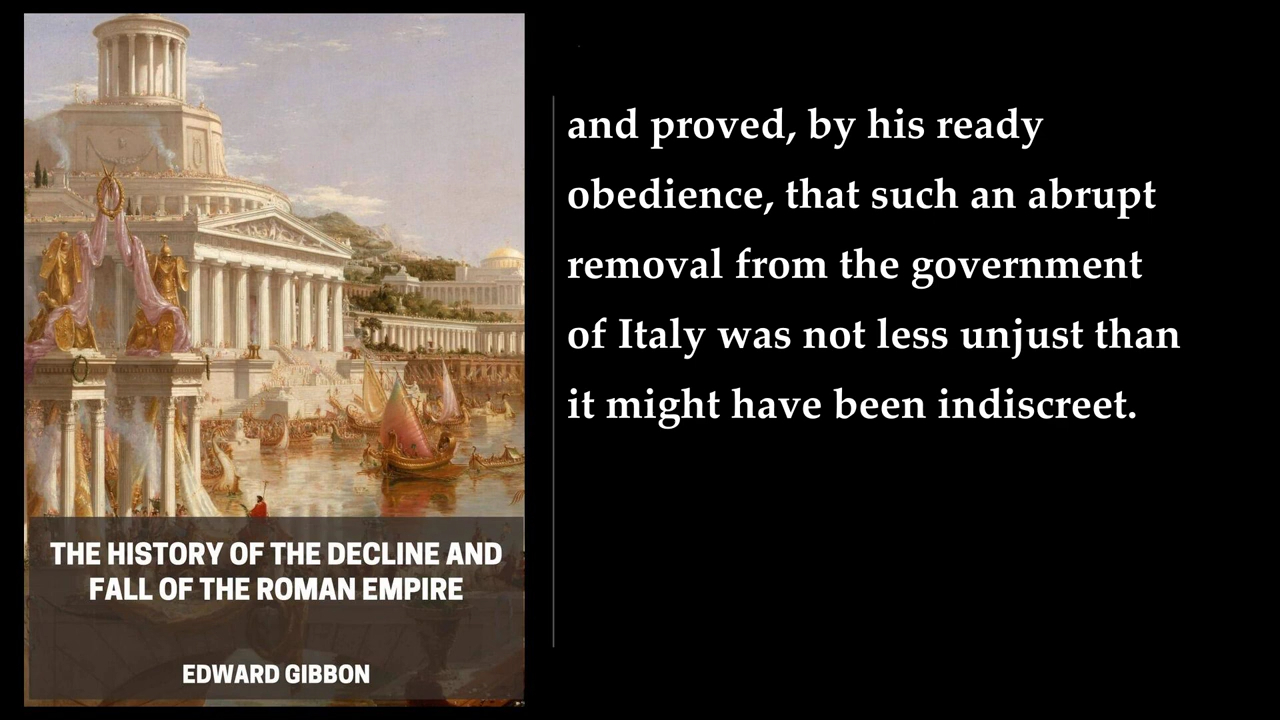 THE HISTORY OF THE DECLINE AND
FALL OF THE ROMAN EMPIRE
EDWARD GIBBON
and proved, by his ready
obedience, that such an abrupt
removal from the government
of Italy was not less unjust than
it might have been indiscreet.